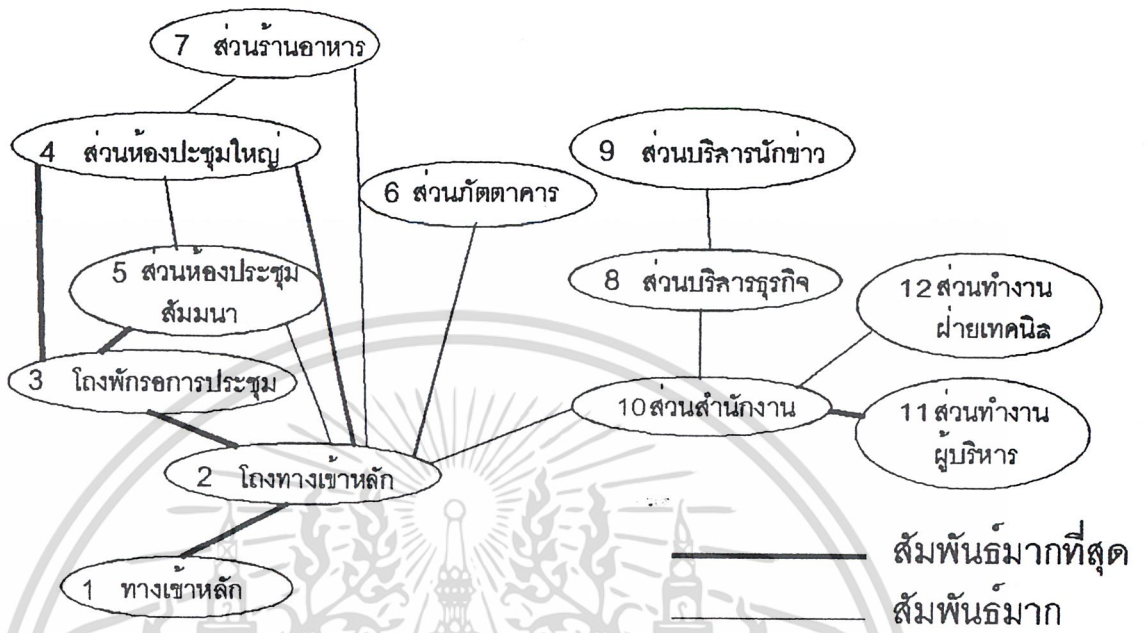 7 ส่วนร้านอาหาร
4 ส่วนห้องประชุมใหญ่
9 ส่วนบริการนักข่าว
6 ส่วนภัตตาคาร
5 ส่วนห้องประชุม
สัมมนา
8 ส่วนบริการธุรกิจ
12 ส่วนทำงาน
ฝ่ายเทคนิค
3 โถงพักรอการประชุม
10 ส่วนสำนักงาน
11 ส่วนทำงาน
ผู้บริหาร
2 โถงทางเข้าหลัก
1 ทางเข้าหลัก
สัมพันธ์มากที่สุด
สัมพันธ์มาก